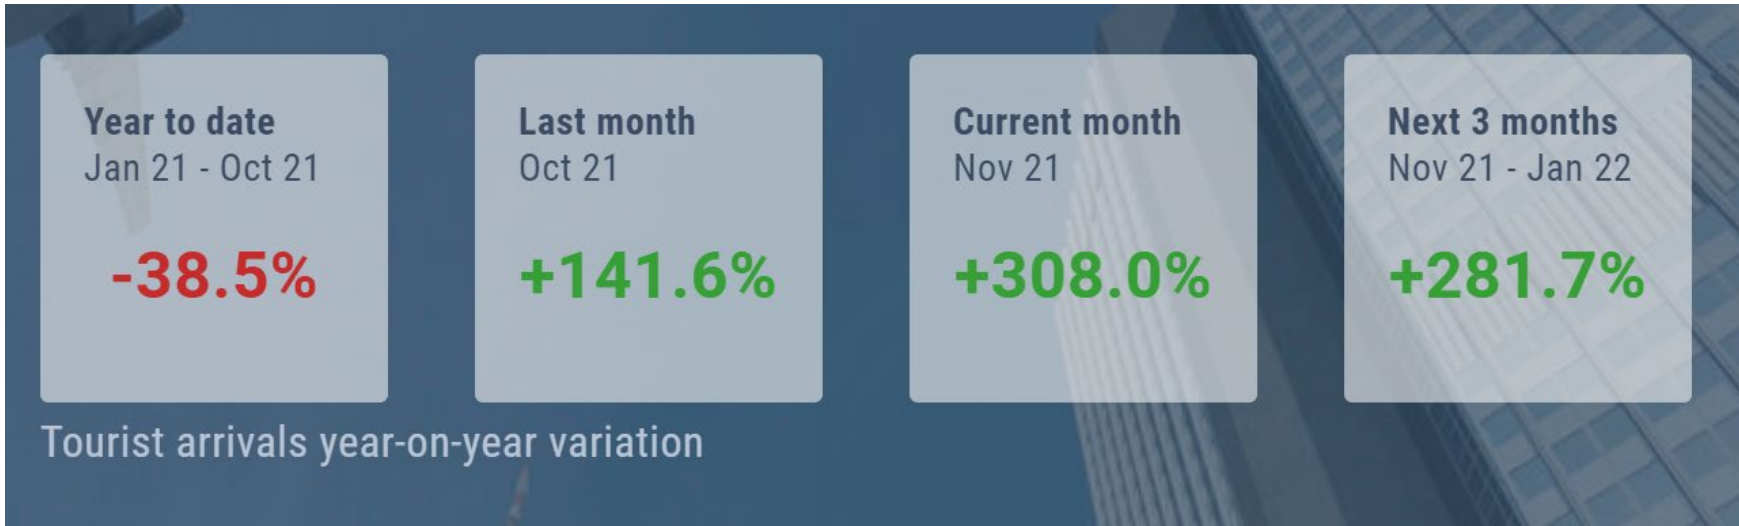 Year to date
Jan 21 - Oct 21
-38.5%
Last month
Oct 21
+141.6%
Current month
Nov 21
+308.0%
Next 3 months
Nov 21 - Jan 22
+281.7%
Tourist arrivals year-on-year variation